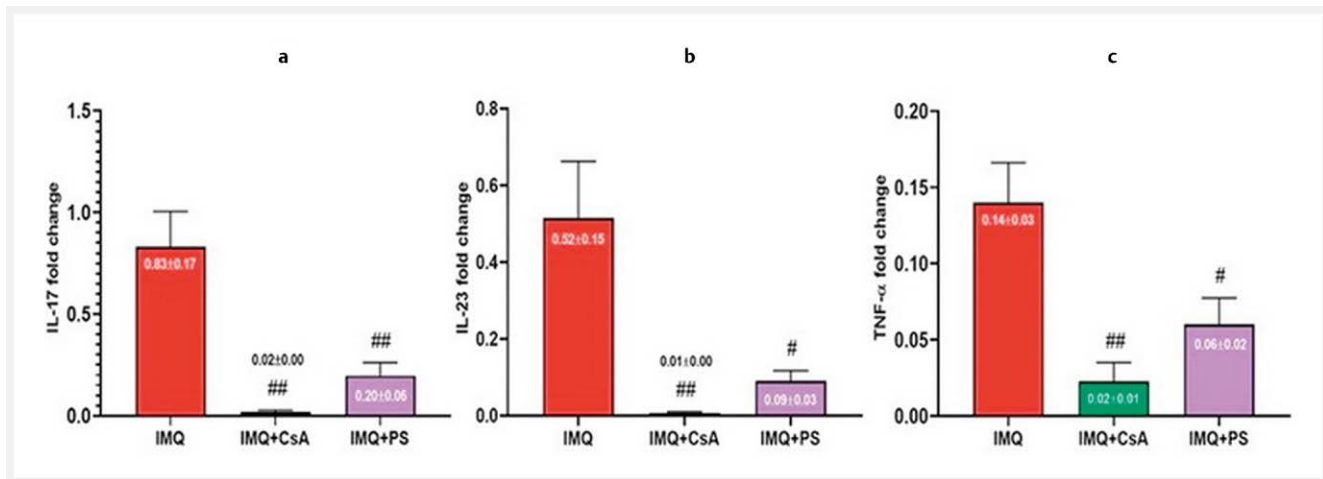 a
IL-17 fold change
1.5
1.0
0.5
0.0
0.83±0.17
0.02±0.00
##
##
0.20±0.06
IMQ
IMQ+CsA
IMQ+PS
b
IL-23 fold change
0.8
0.6
0.4
0.2
0.0
0.52±0.15
0.01±0.00
##
#
0.09±0.03
IMQ
IMQ+CsA
IMQ+PS
c
TNF-α fold change
0.20
0.15
0.10
0.05
0.00
0.14±0.03
##
0.02±0.01
#
0.06±0.02
IMQ
IMQ+CsA
IMQ+PS